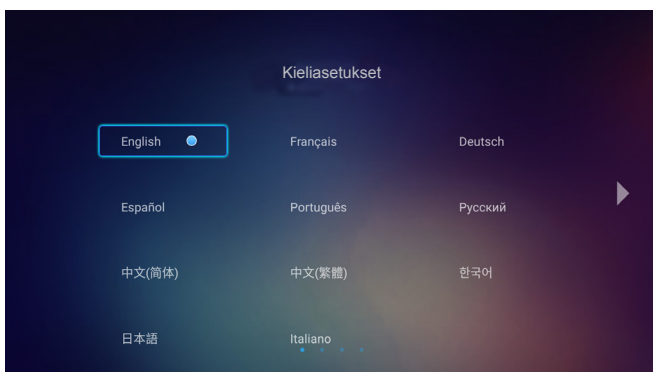 Kieliasetukset
English
Français
Deutsch
Español
Português
Русский
中文(简体)
中文(繁體)
한국어
日本語
Italiano